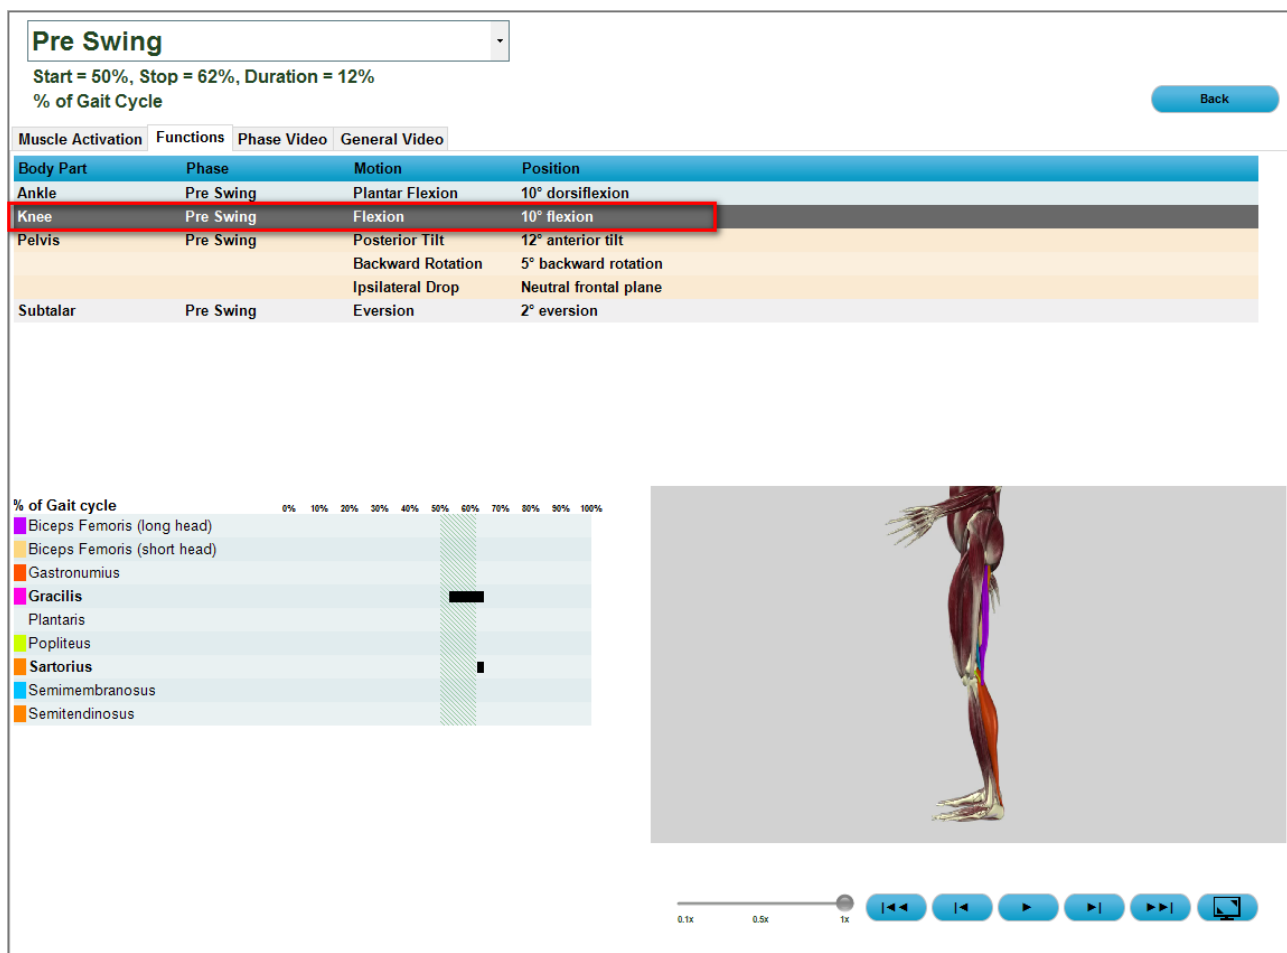 Pre Swing
Start = 50%, Stop = 62%, Duration = 12%
% of Gait Cycle
Back
Muscle Activation Functions Phase Video General Video
Body Part Phase Motion Position
Ankle Pre Swing Plantar Flexion 10° dorsiflexion
Knee Pre Swing Flexion 10° flexion
Pelvis Pre Swing Posterior Tilt 12° anterior tilt
Backward Rotation 5° backward rotation
Ipsilateral Drop Neutral frontal plane
Subtalar Pre Swing Eversion 2° eversion
% of Gait cycle 0% 10% 20% 30% 40% 50% 60% 70% 80% 90% 100%
Biceps Femoris (long head)
Biceps Femoris (short head)
Gastronumius
Gracilis
Plantaris
Popliteus
Sartorius
Semimembranosus
Semitendinosus
0.1x 0.5x 1x